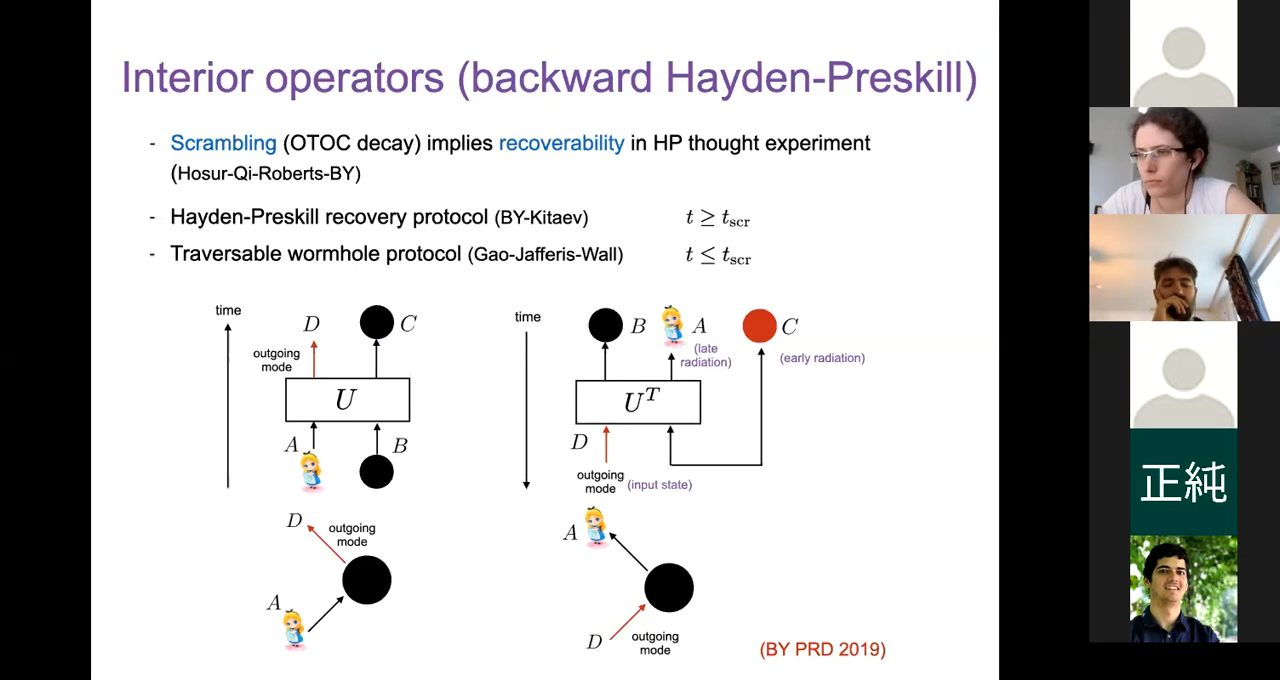 Interior operators (backward Hayden-Preskill)
- Scrambling (OTOC decay) implies recoverability in HP thought experiment
(Hosur-Qi-Roberts-BY)
- Hayden-Preskill recovery protocol (BY-Kitaev) t ≥ t_scr
- Traversable wormhole protocol (Gao-Jafferis-Wall) t ≤ t_scr
time
D
C
outgoing
mode
U
A
B
D
outgoing
mode
A
time
B
A
C
(late
radiation)
(early radiation)
U^T
D
outgoing
mode
(input state)
A
D
outgoing
mode
(BY PRD 2019)
正純